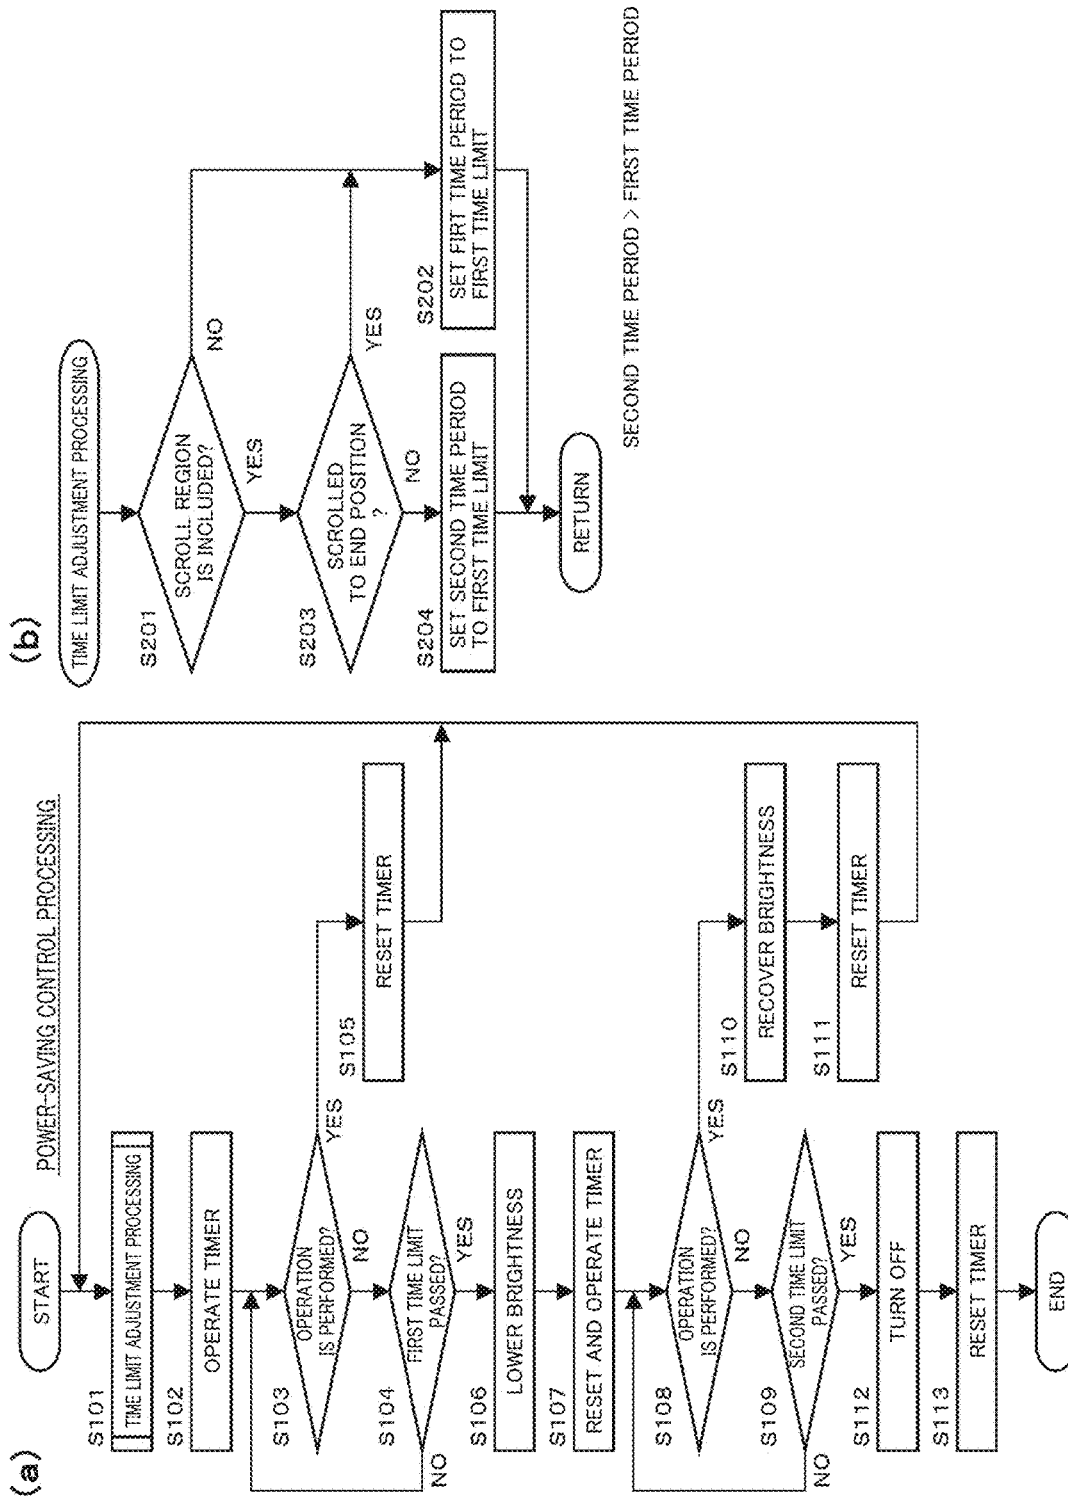 (a)
POWER-SAVING CONTROL PROCESSING
START
S101
TIME LIMIT ADJUSTMENT PROCESSING
S102
OPERATE TIMER
S103
OPERATION
IS PERFORMED?
YES
NO
S105
RESET TIMER
S104
FIRST TIME LIMIT
PASSED?
NO
YES
S106
LOWER BRIGHTNESS
S107
RESET AND OPERATE TIMER
S108
OPERATION
IS PERFORMED?
YES
NO
S110
RECOVER BRIGHTNESS
S111
RESET TIMER
S109
SECOND TIME LIMIT
PASSED?
NO
YES
S112
TURN OFF
S113
RESET TIMER
END
(b)
TIME LIMIT ADJUSTMENT PROCESSING
S201
SCROLL REGION
IS INCLUDED?
NO
YES
S203
SCROLLED
TO END POSITION
?
YES
NO
S204
SET SECOND TIME PERIOD
TO FIRST TIME LIMIT
S202
SET FIRT TIME PERIOD TO
FIRST TIME LIMIT
RETURN
SECOND TIME PERIOD > FIRST TIME PERIOD